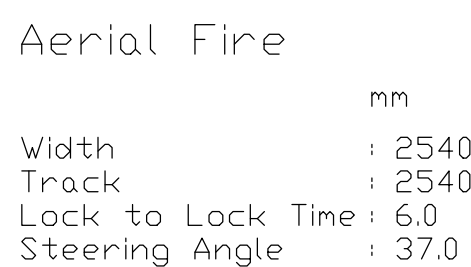 Aerial Fire
mm
Width : 2540
Track : 2540
Lock to Lock Time : 6.0
Steering Angle : 37.0